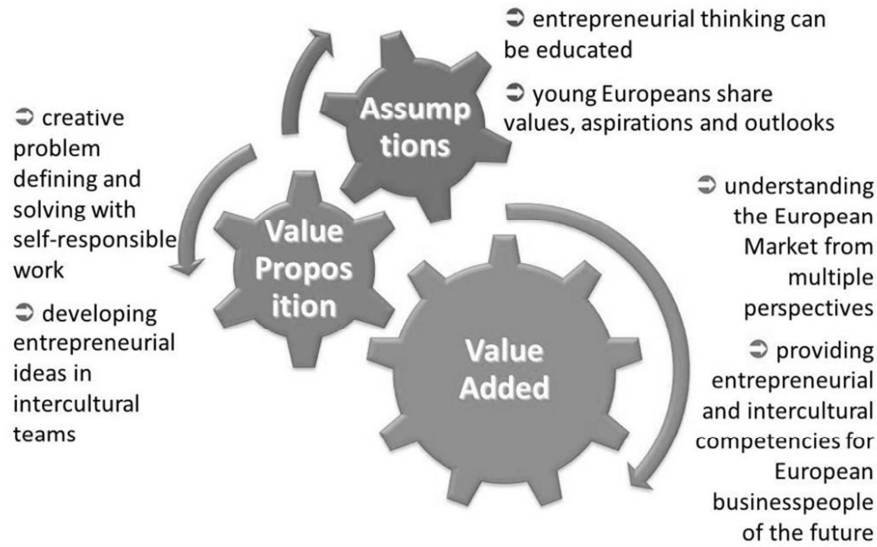 ➲ entrepreneurial thinking can
be educated
➲ young Europeans share
values, aspirations and outlooks
Assump
tions
➲ creative
problem
defining and
solving with
self-responsible
work
➲ developing
entrepreneurial
ideas in
intercultural
teams
Value
Propos
ition
Value
Added
➲ understanding
the European
Market from
multiple
perspectives
➲ providing
entrepreneurial
and intercultural
competencies for
European
businesspeople
of the future